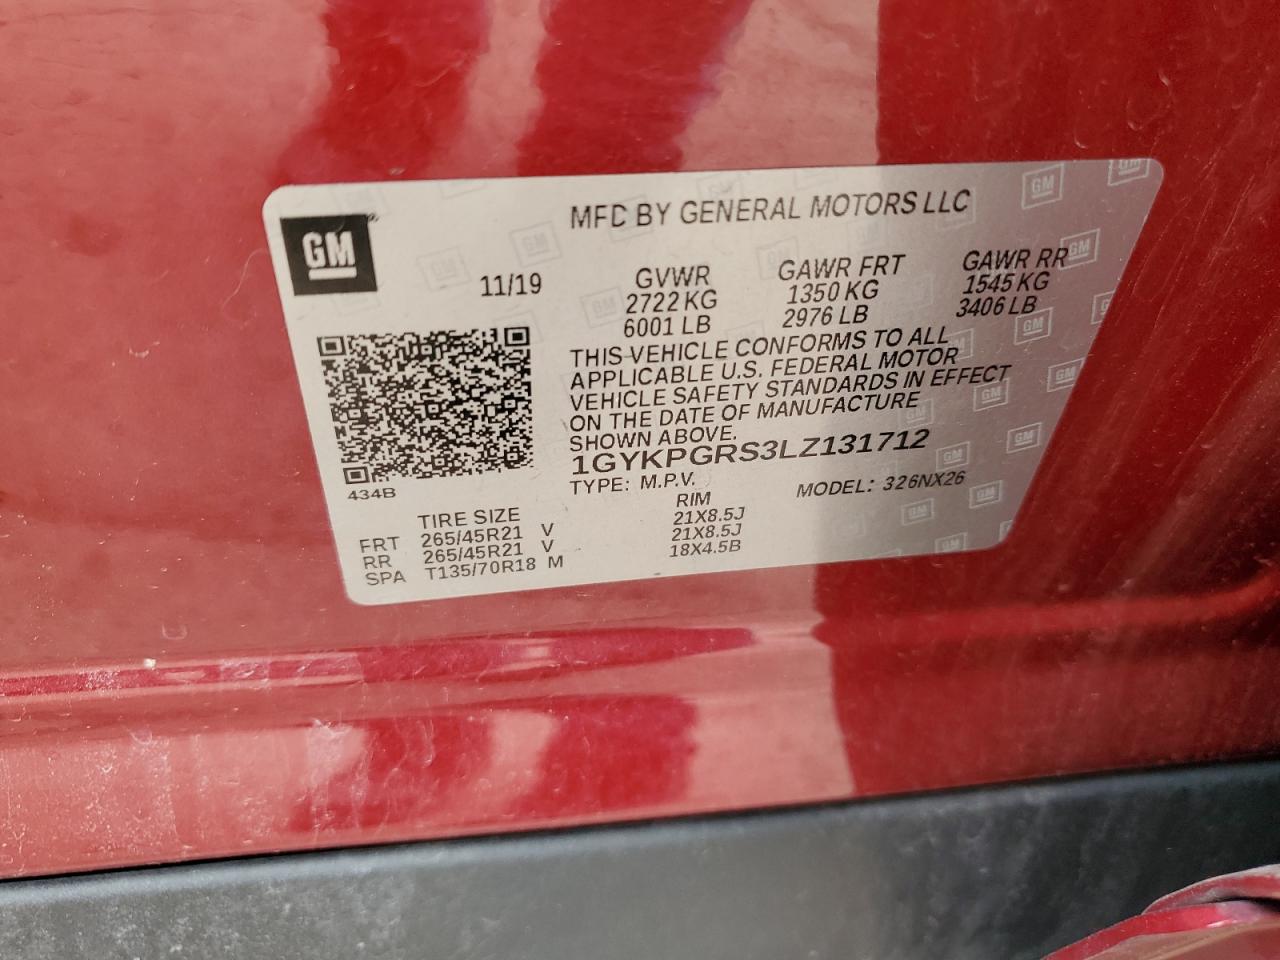 GM
MFD BY GENERAL MOTORS LLC
11/19
GVWR GAWR FRT GAWR RR
2722 KG 1350 KG 1545 KG
6001 LB 2976 LB 3406 LB
THIS VEHICLE CONFORMS TO ALL
APPLICABLE U.S. FEDERAL MOTOR
VEHICLE SAFETY STANDARDS IN EFFECT
ON THE DATE OF MANUFACTURE
SHOWN ABOVE.
1GYKPGRS3LZ131712
TYPE: M.P.V. MODEL: 326NX26
434B
TIRE SIZE RIM
FRT 265/45R21 V 21X8.5J
RR 265/45R21 V 21X8.5J
SPA T135/70R18 M 18X4.5B